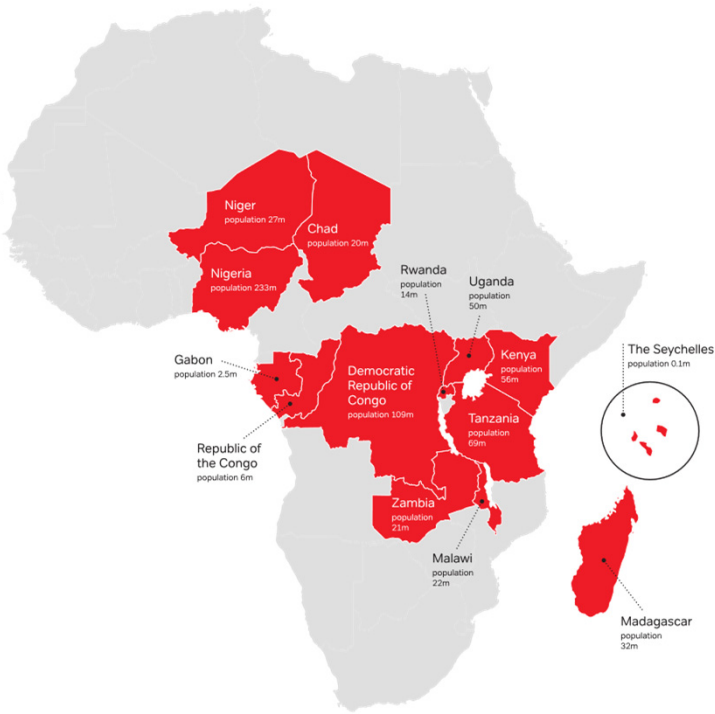 Niger
population 27m
Chad
population 20m
Nigeria
population 233m
Rwanda
population
14m
Uganda
population
50m
Gabon
population 2.5m
Democratic
Republic of
Congo
population 109m
Kenya
population
56m
The Seychelles
population 0.1m
Tanzania
population
69m
Republic of
the Congo
population 6m
Zambia
population
21m
Malawi
population
22m
Madagascar
population
32m